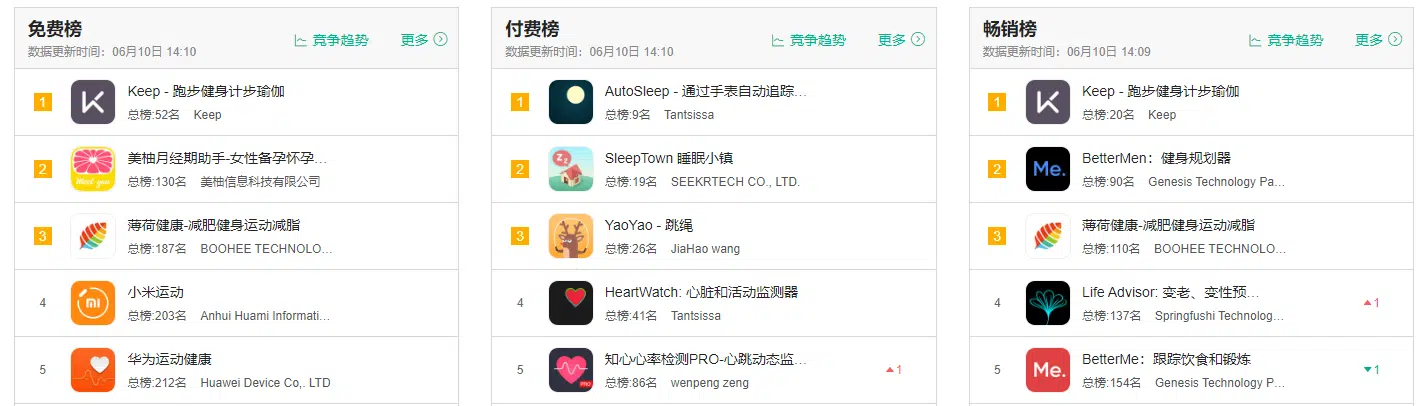 免费榜
数据更新时间：06月10日 14:10
竞争趋势
更多
1
Keep - 跑步健身计步瑜伽
总榜:52名 Keep
2
美柚月经期助手-女性备孕怀孕...
总榜:130名 美柚信息科技有限公司
Meet you
3
薄荷健康-减肥健身运动减脂
总榜:187名 BOOHEE TECHNOLO...
4
小米运动
总榜:203名 Anhui Huami Informati...
5
华为运动健康
总榜:212名 Huawei Device Co,. LTD
付费榜
数据更新时间：06月10日 14:10
竞争趋势
更多
1
AutoSleep - 通过手表自动追踪...
总榜:9名 Tantsissa
2
SleepTown 睡眠小镇
总榜:19名 SEEKRTECH CO., LTD.
3
YaoYao - 跳绳
总榜:26名 JiaHao wang
4
HeartWatch: 心脏和活动监测器
总榜:41名 Tantsissa
5
知心心率检测PRO-心跳动态监...
总榜:86名 wenpeng zeng
PRO
1
畅销榜
数据更新时间：06月10日 14:09
竞争趋势
更多
1
Keep - 跑步健身计步瑜伽
总榜:20名 Keep
2
Me.
BetterMen：健身规划器
总榜:90名 Genesis Technology Pa...
3
薄荷健康-减肥健身运动减脂
总榜:110名 BOOHEE TECHNOLO...
4
Life Advisor: 变老、变性预...
总榜:137名 Springfushi Technolog...
1
5
Me.
BetterMe：跟踪饮食和锻炼
总榜:154名 Genesis Technology P...
1